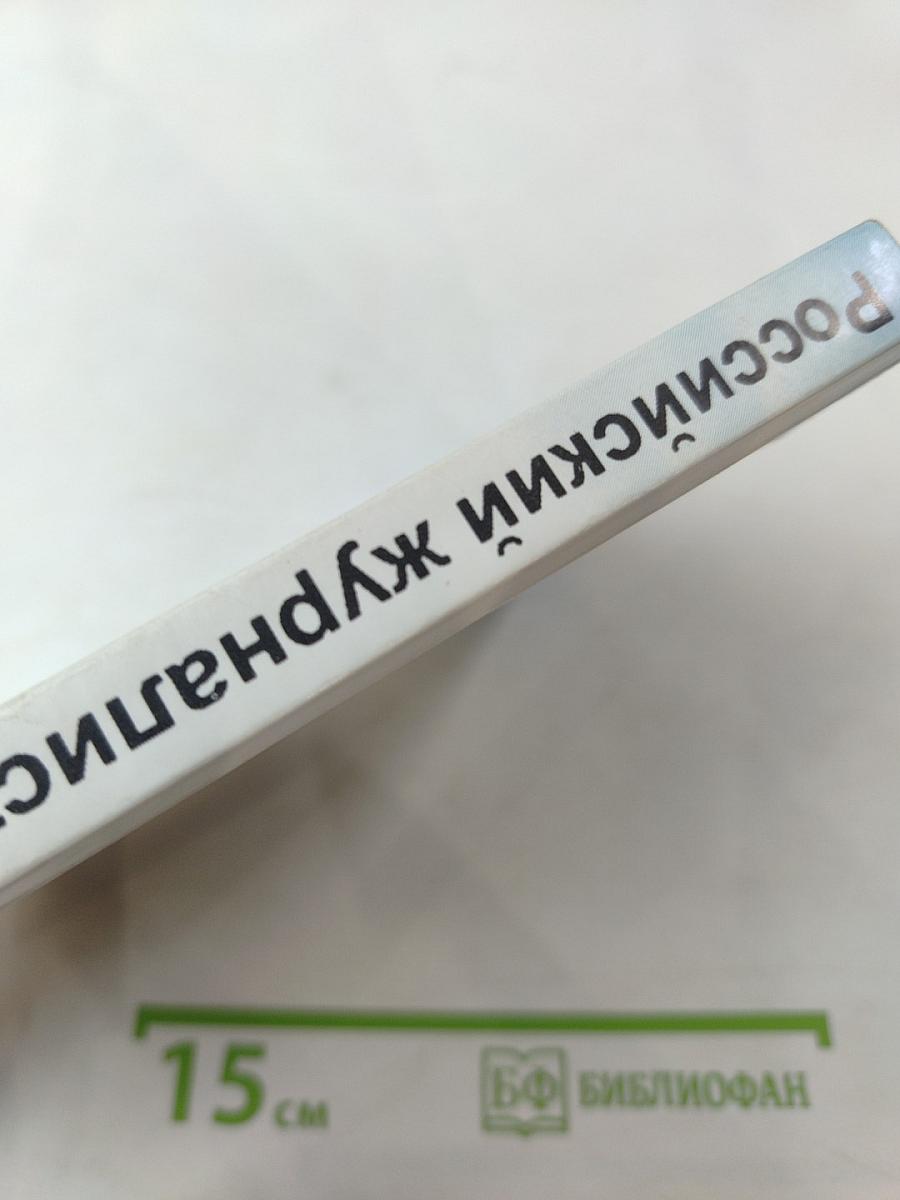 Российский журналис
15 см
БФ БИБЛИОФАН